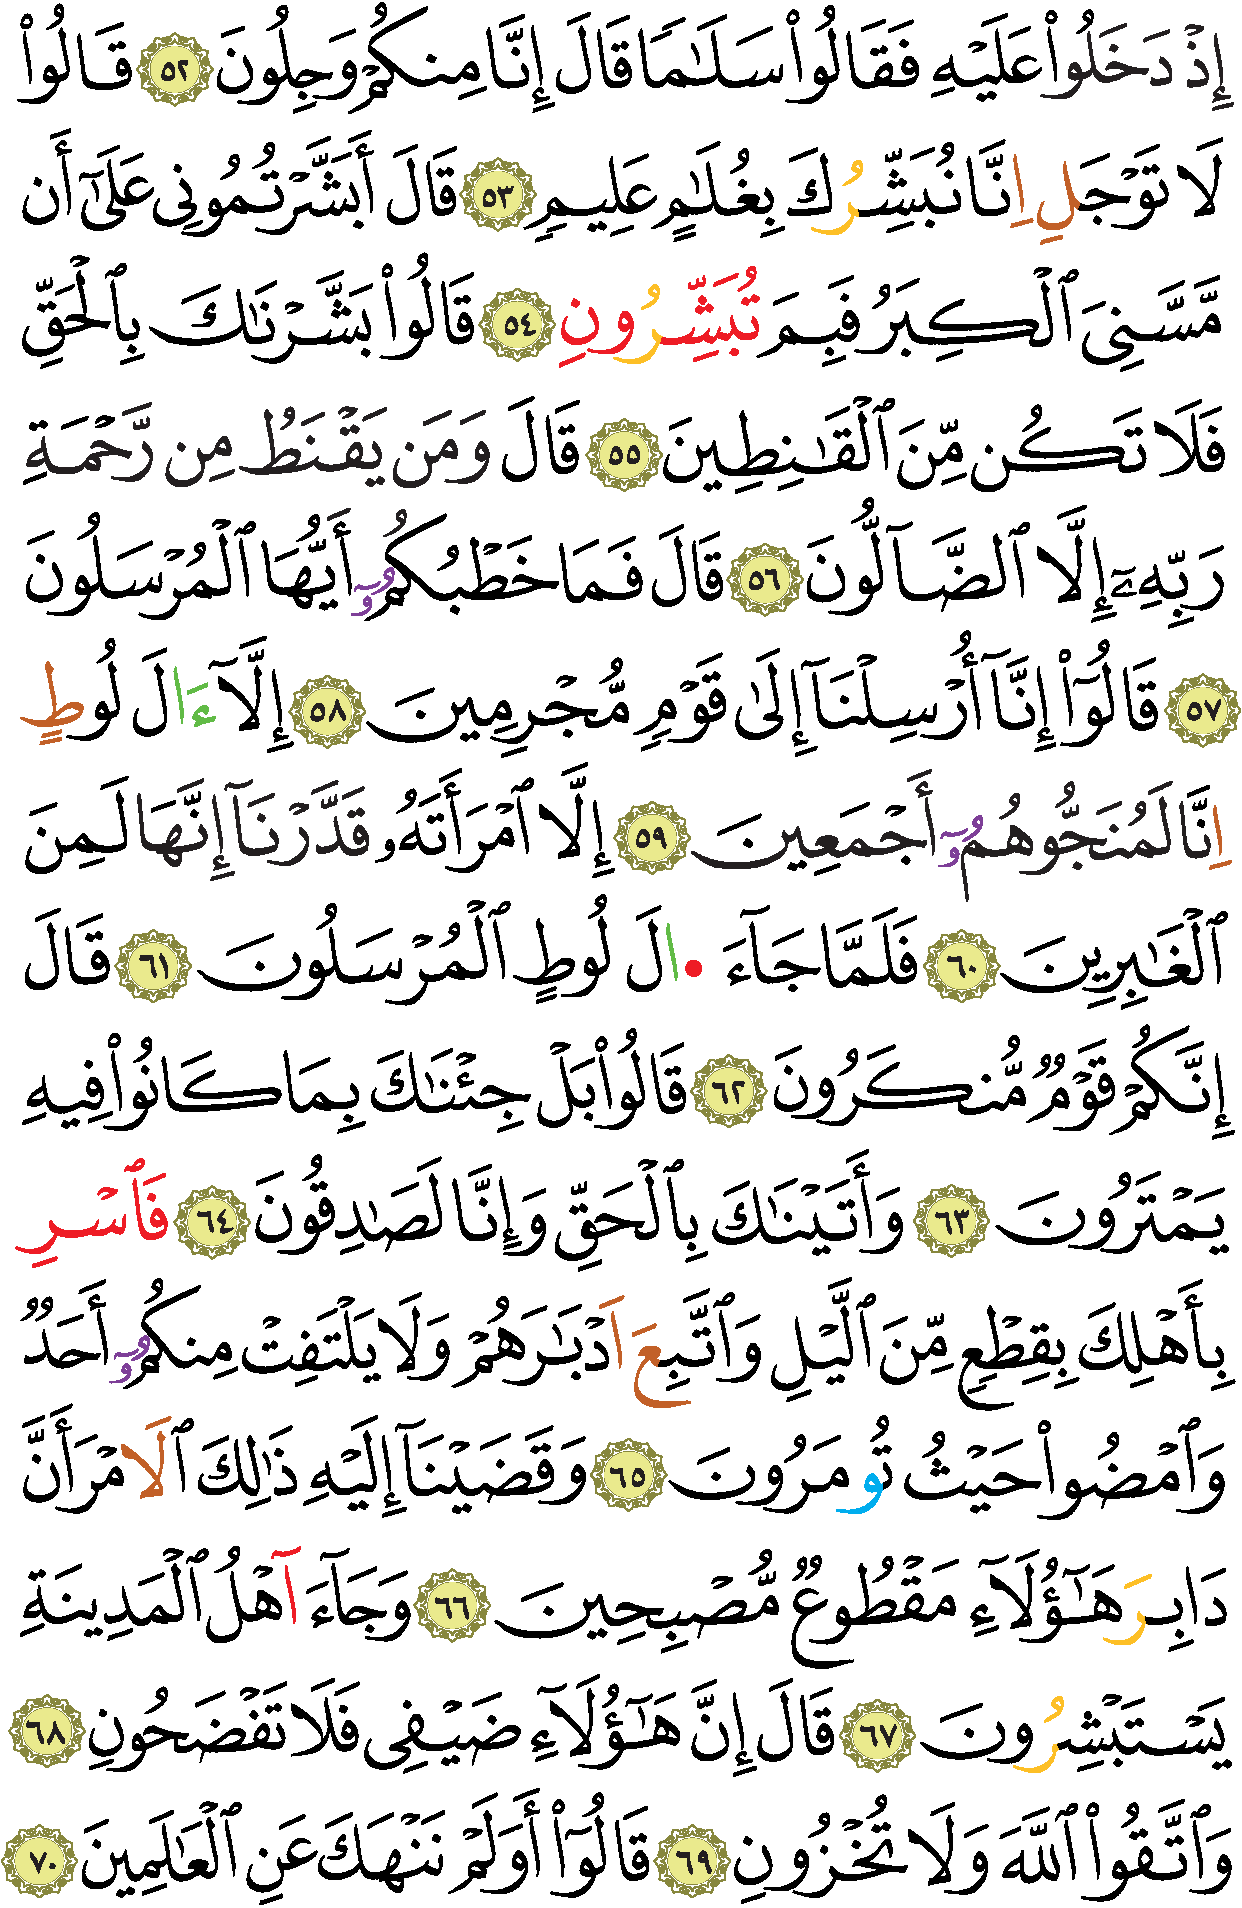 إِذْ دَخَلُوا۟ عَلَيْهِ فَقَالُوا۟ سَلَـٰمًا قَالَ إِنَّا مِنكُمْ وَجِلُونَ ٥٢ قَالُوا۟
لَا تَوْجَلِ اِنَّا نُبَشِّرُكَ بِغُلَـٰمٍ عَلِيمٍ ٥٣ قَالَ أَبَشَّرْتُمُونِى عَلَىٰٓ أَن
مَّسَّنِىَ ٱلْكِبَرُ فَبِمَ تُبَشِّرُونِ ٥٤ قَالُوا۟ بَشَّرْنَـٰكَ بِٱلْحَقِّ
فَلَا تَكُن مِّنَ ٱلْقَـٰنِطِينَ ٥٥ قَالَ وَمَن يَقْنَطُ مِن رَّحْمَةِ
رَبِّهِۦٓ إِلَّا ٱلضَّآلُّونَ ٥٦ قَالَ فَمَا خَطْبُكُمُۥٓ أَيُّهَا ٱلْمُرْسَلُونَ
٥٧ قَالُوٓا۟ إِنَّآ أُرْسِلْنَآ إِلَىٰ قَوْمٍ مُّجْرِمِينَ ٥٨ إِلَّآ ءَالَ لُوطٍ
اِنَّا لَمُنَجُّوهُمُۥٓ أَجْمَعِينَ ٥٩ إِلَّا ٱمْرَأَتَهُۥ قَدَّرْنَآ إِنَّهَا لَمِنَ
ٱلْغَـٰبِرِينَ ٦٠ فَلَمَّا جَآءَ •الَ لُوطٍ ٱلْمُرْسَلُونَ ٦١ قَالَ
إِنَّكُمْ قَوْمٌ مُّنكَرُونَ ٦٢ قَالُوا۟ بَلْ جِئْنَـٰكَ بِمَا كَانُوا۟ فِيهِ
يَمْتَرُونَ ٦٣ وَأَتَيْنَـٰكَ بِٱلْحَقِّ وَإِنَّا لَصَـٰدِقُونَ ٦٤ فَٱسْرِ
بِأَهْلِكَ بِقِطْعٍ مِّنَ ٱلَّيْلِ وَٱتَّبِعَ اَدْبَـٰرَهُمْ وَلَا يَلْتَفِتْ مِنكُمُۥٓ أَحَدٌ
وَٱمْضُوا۟ حَيْثُ تُومَرُونَ ٦٥ وَقَضَيْنَآ إِلَيْهِ ذَٰلِكَ ٱلَامْرَ أَنَّ
دَابِرَ هَـٰٓؤُلَآءِ مَقْطُوعٌ مُّصْبِحِينَ ٦٦ وَجَآءَ آهْلُ ٱلْمَدِينَةِ
يَسْتَبْشِرُونَ ٦٧ قَالَ إِنَّ هَـٰٓؤُلَآءِ ضَيْفِى فَلَا تَفْضَحُونِ ٦٨
وَٱتَّقُوا۟ ٱللَّهَ وَلَا تُخْزُونِ ٦٩ قَالُوٓا۟ أَوَلَمْ نَنْهَكَ عَنِ ٱلْعَـٰلَمِينَ ٧٠